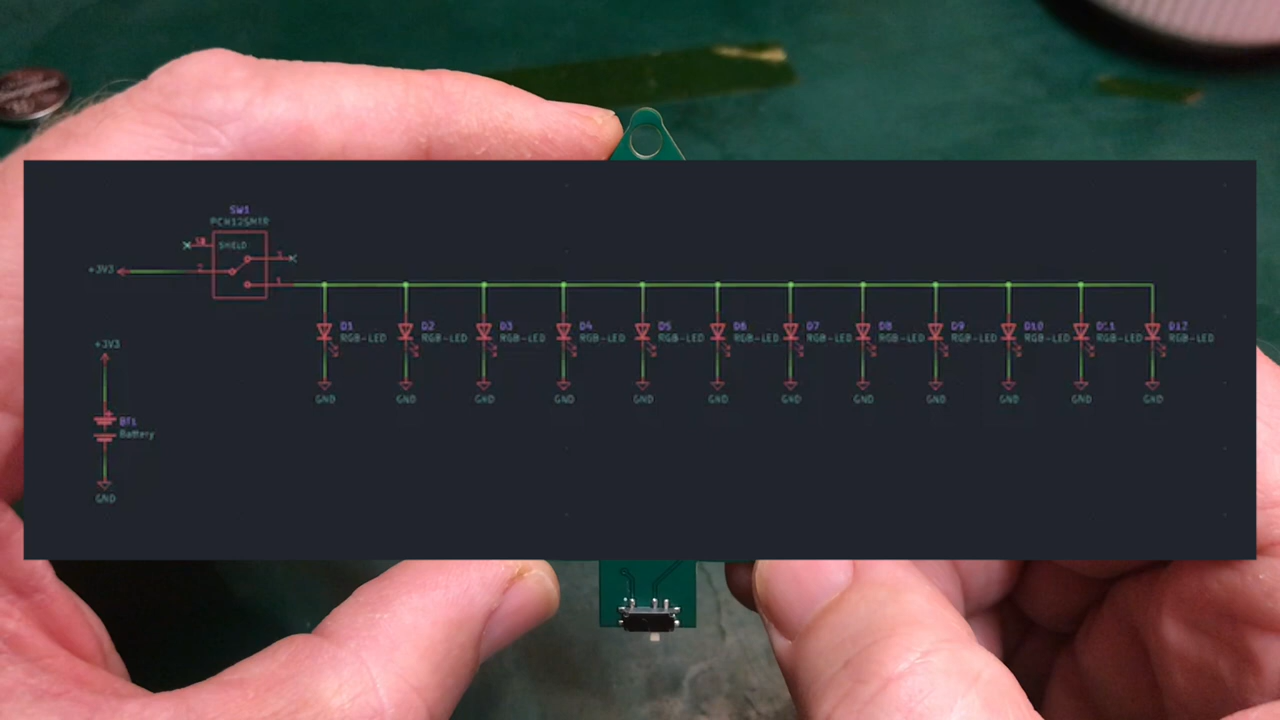 SW1
PCM12SMTR
SHIELD
+3V3
2
1
D1
RGB-LED
D2
RGB-LED
D3
RGB-LED
D4
RGB-LED
D5
RGB-LED
D6
RGB-LED
D7
RGB-LED
D8
RGB-LED
D9
RGB-LED
D10
RGB-LED
D11
RGB-LED
D12
RGB-LED
GND
GND
GND
GND
GND
GND
GND
GND
GND
GND
GND
GND
+3V3
BT1
Battery
GND